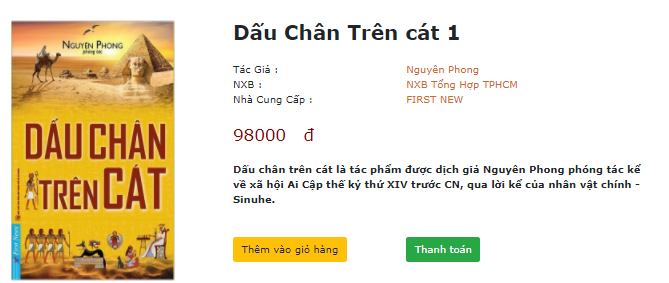 Dấu Chân Trên cát 1
Tác Giả : Nguyên Phong
NXB : NXB Tổng Hợp TPHCM
Nhà Cung Cấp : FIRST NEW
98000 đ
Dấu chân trên cát là tác phẩm được dịch giả Nguyên Phong phóng tác kể
về xã hội Ai Cập thế kỷ thứ XIV trước CN, qua lời kể của nhân vật chính -
Sinuhe.
Thêm vào giỏ hàng Thanh toán
NGUYÊN PHONG
phóng tác
DẤU CHÂN
TRÊN CÁT
First News